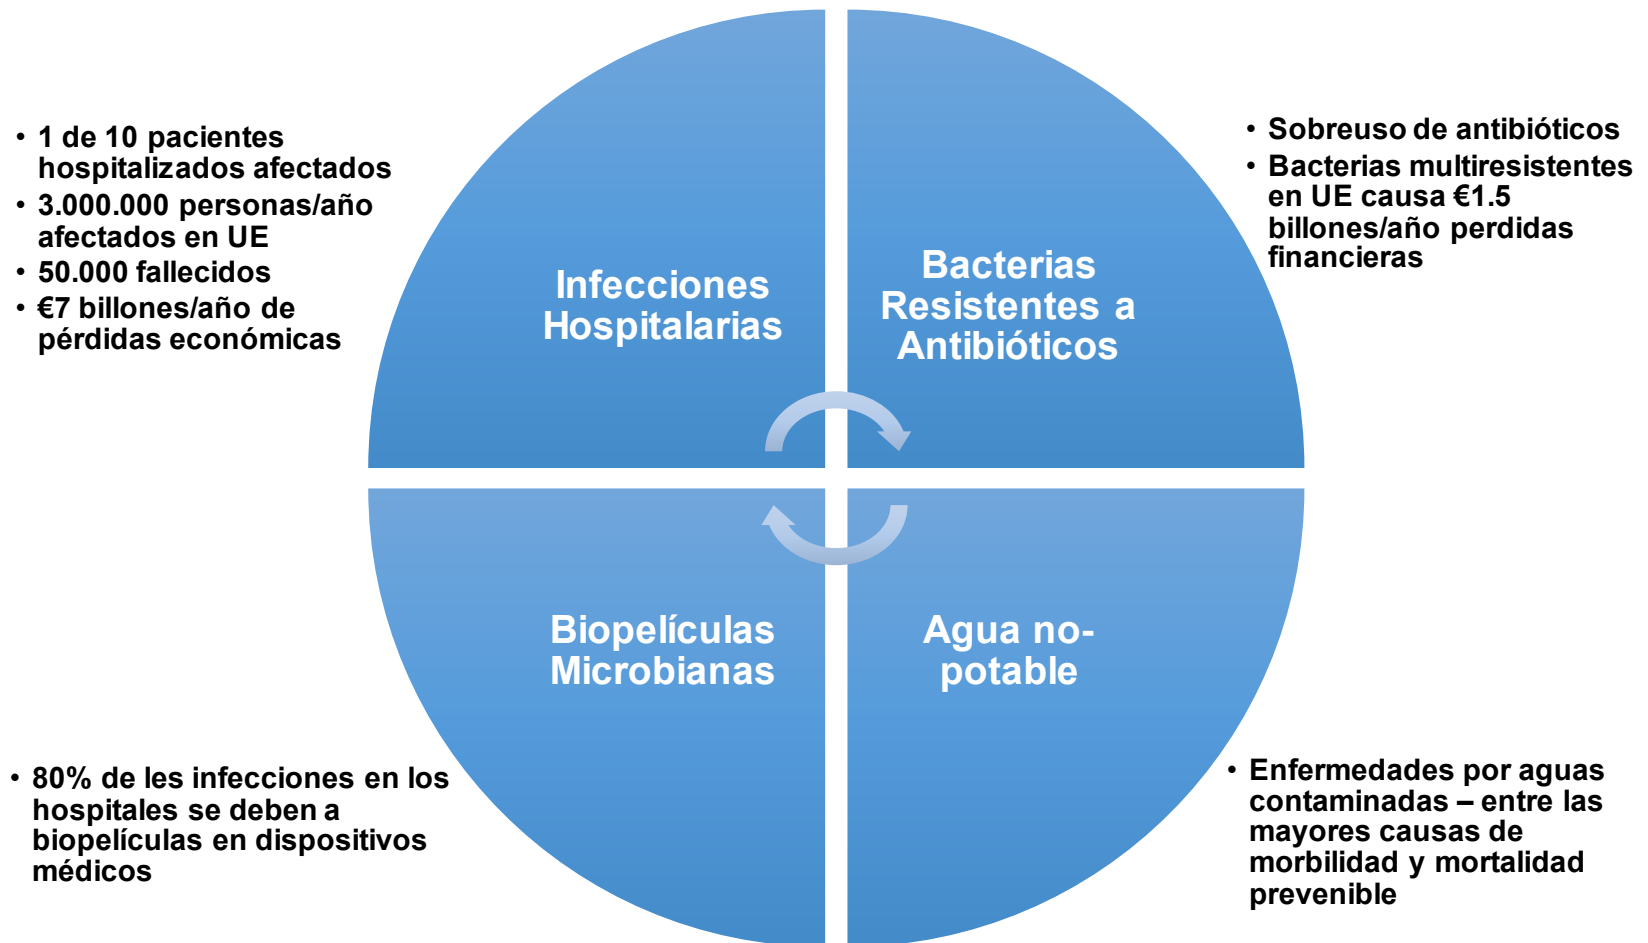 • 1 de 10 pacientes
hospitalizados afectados
• 3.000.000 personas/año
afectados en UE
• 50.000 fallecidos
• €7 billones/año de
pérdidas económicas
Infecciones
Hospitalarias
Bacterias
Resistentes a
Antibióticos
• Sobreuso de antibióticos
• Bacterias multiresistentes
en UE causa €1.5
billones/año perdidas
financieras
Biopelículas
Microbianas
Agua no-
potable
• 80% de les infecciones en los
hospitales se deben a
biopelículas en dispositivos
médicos
• Enfermedades por aguas
contaminadas – entre las
mayores causas de
morbilidad y mortalidad
prevenible